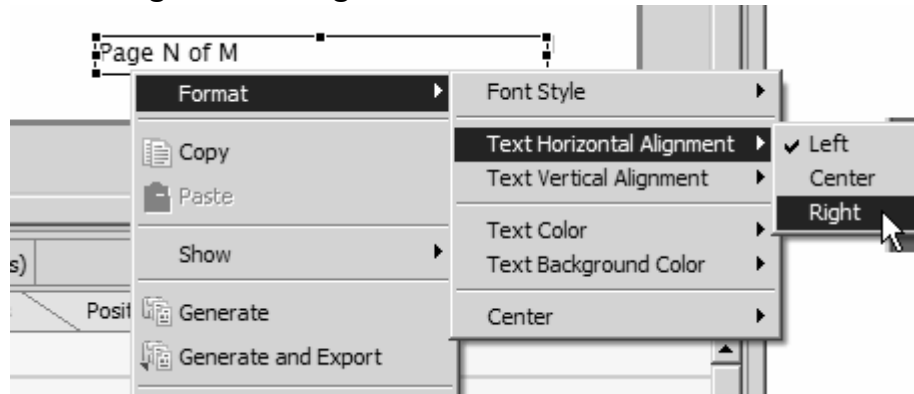 Page N of M
Format
Font Style
Copy
Text Horizontal Alignment
Left
Paste
Text Vertical Alignment
Center
Right
Show
Text Color
s)
Text Background Color
Posit
Generate
Center
Generate and Export